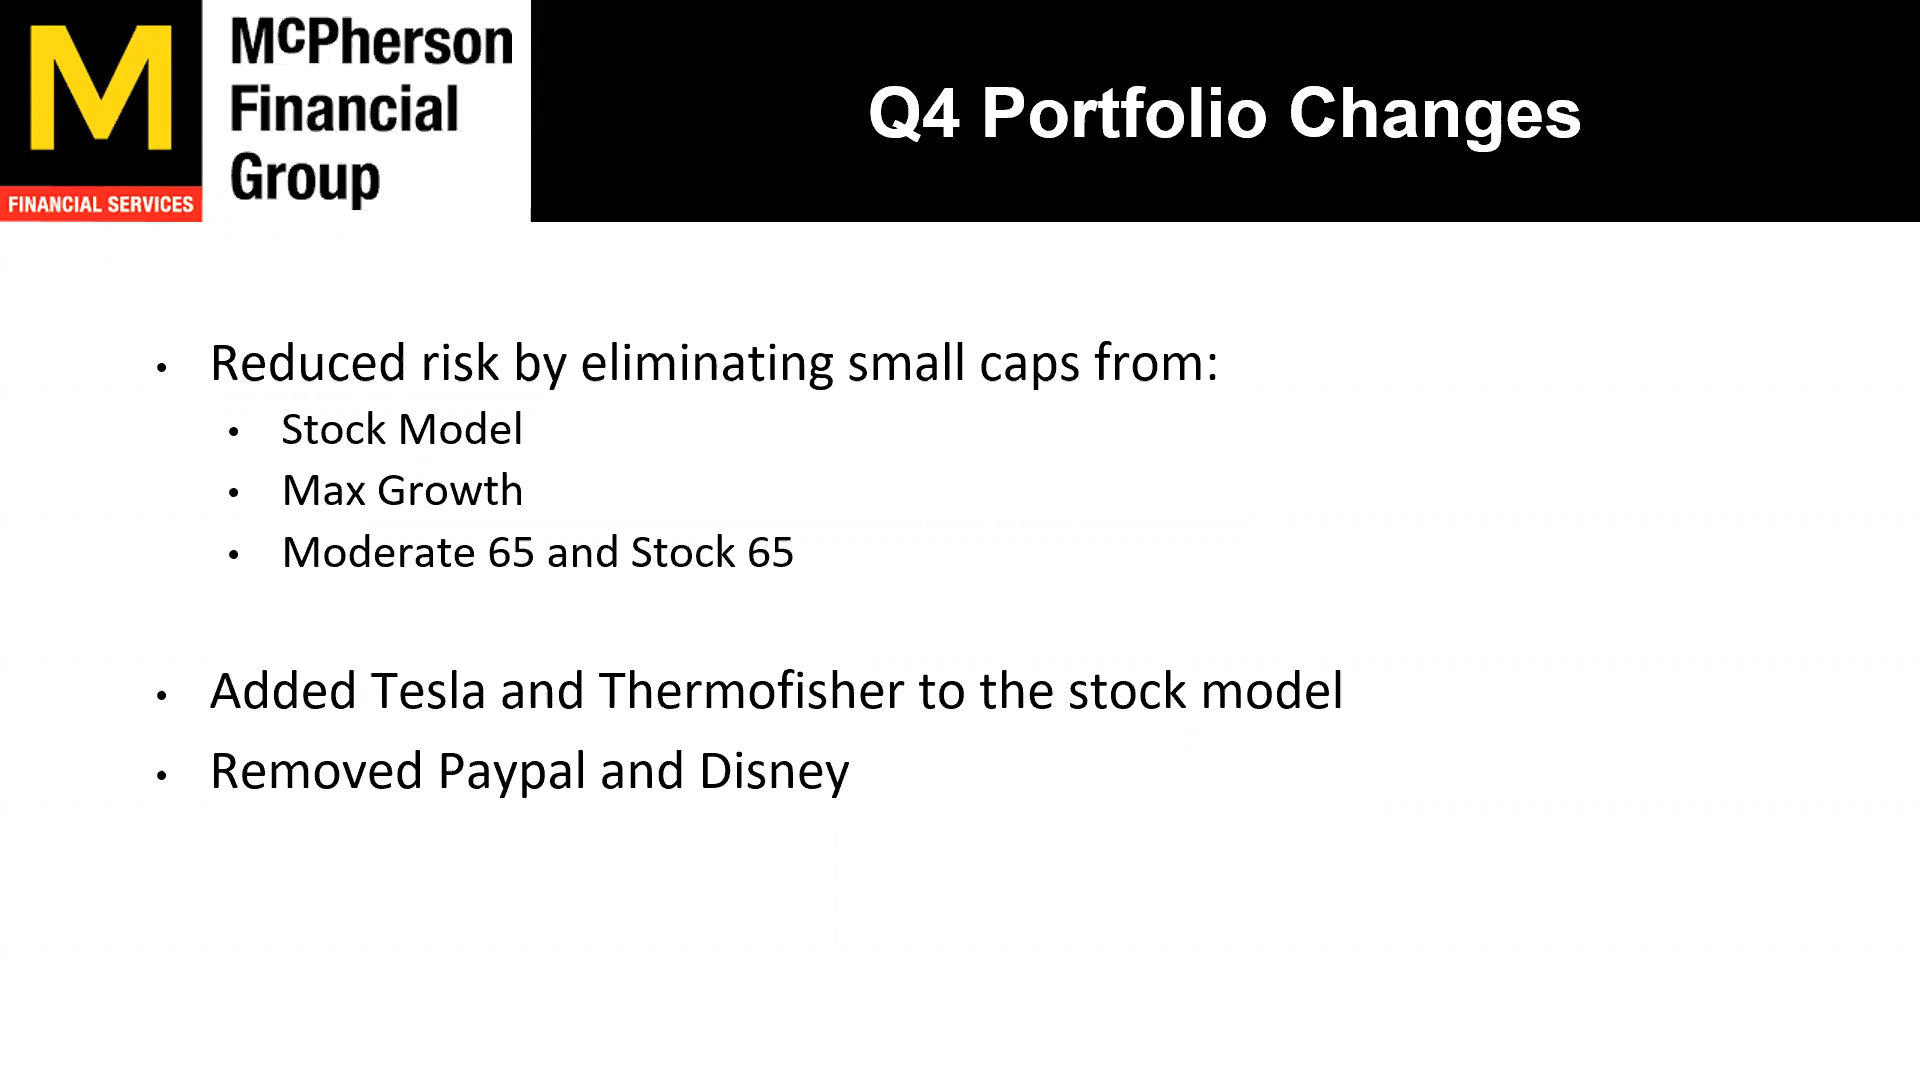 M
FINANCIAL SERVICES
McPherson
Financial
Group
Q4 Portfolio Changes
• Reduced risk by eliminating small caps from:
• Stock Model
• Max Growth
• Moderate 65 and Stock 65
• Added Tesla and Thermofisher to the stock model
• Removed Paypal and Disney